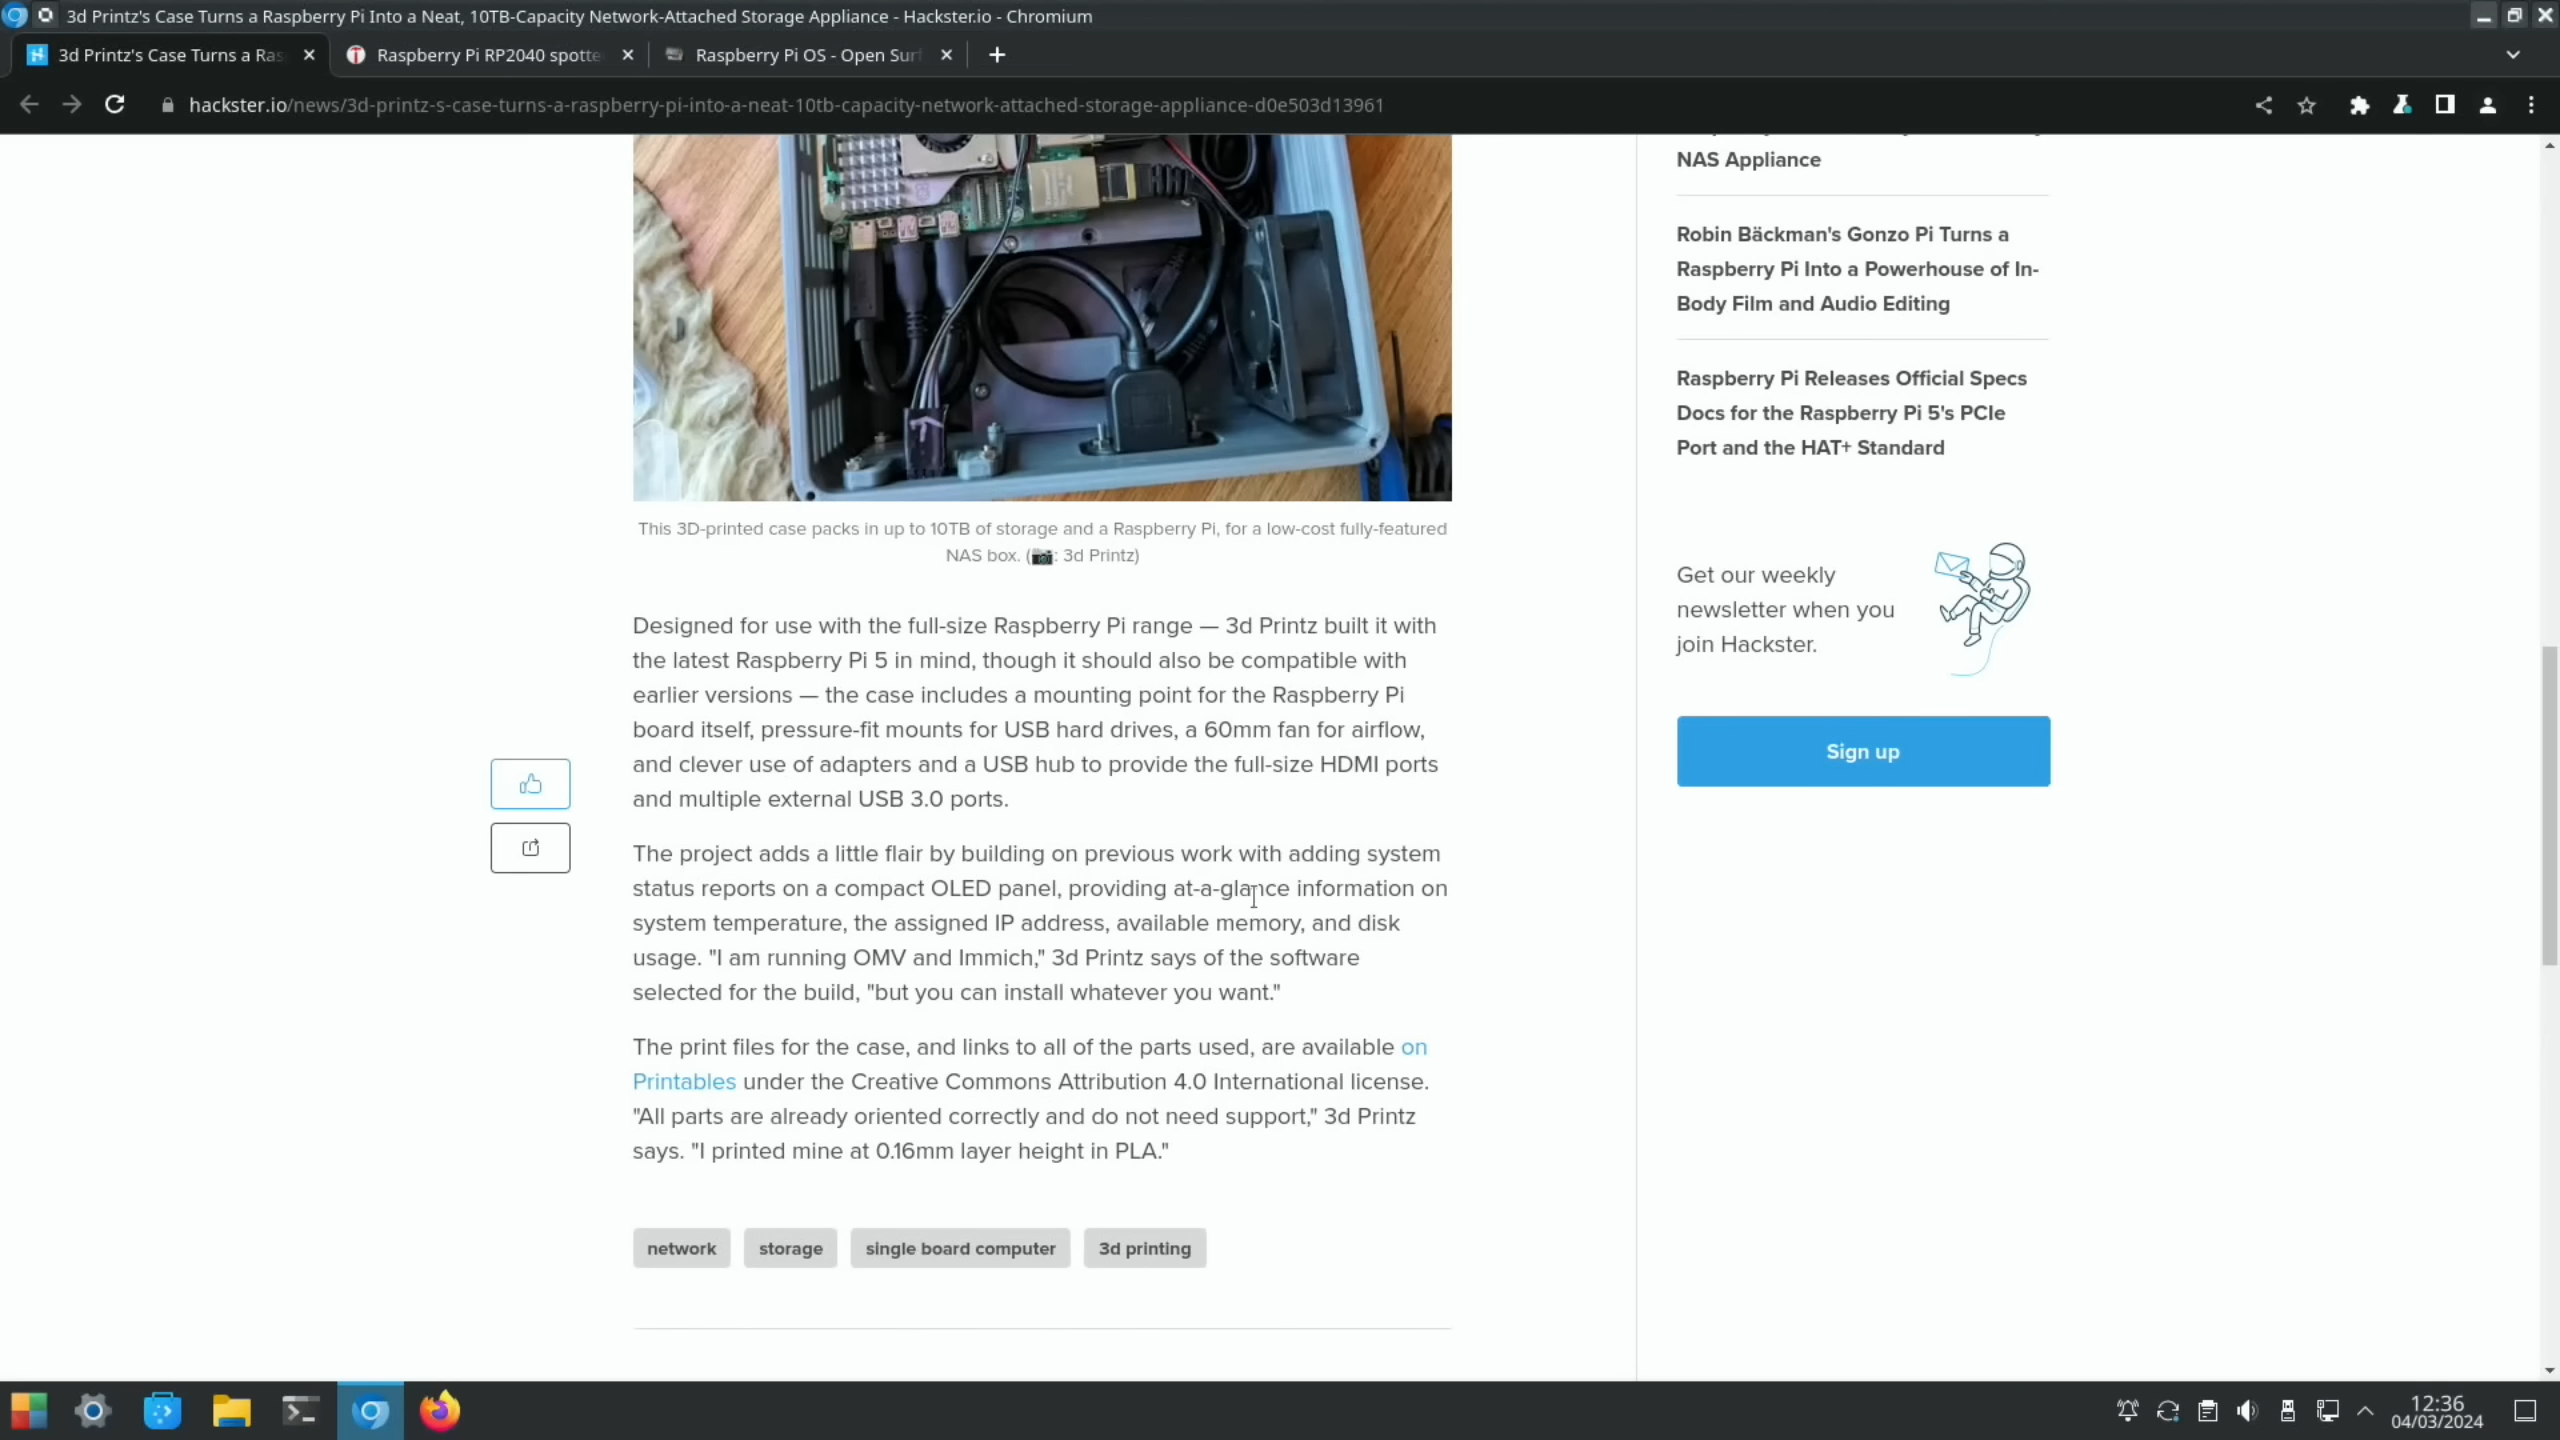 3d Printz's Case Turns a Raspberry Pi Into a Neat, 10TB-Capacity Network-Attached Storage Appliance - Hackster.io - Chromium
3d Printz's Case Turns a Ras
Raspberry Pi RP2040 spotte
Raspberry Pi OS - Open Sur
hackster.io/news/3d-printz-s-case-turns-a-raspberry-pi-into-a-neat-10tb-capacity-network-attached-storage-appliance-d0e503d13961
This 3D-printed case packs in up to 10TB of storage and a Raspberry Pi, for a low-cost fully-featured
NAS box. (📷: 3d Printz)
Designed for use with the full-size Raspberry Pi range — 3d Printz built it with
the latest Raspberry Pi 5 in mind, though it should also be compatible with
earlier versions — the case includes a mounting point for the Raspberry Pi
board itself, pressure-fit mounts for USB hard drives, a 60mm fan for airflow,
and clever use of adapters and a USB hub to provide the full-size HDMI ports
and multiple external USB 3.0 ports.
The project adds a little flair by building on previous work with adding system
status reports on a compact OLED panel, providing at-a-glance information on
system temperature, the assigned IP address, available memory, and disk
usage. "I am running OMV and Immich," 3d Printz says of the software
selected for the build, "but you can install whatever you want."
The print files for the case, and links to all of the parts used, are available on
Printables under the Creative Commons Attribution 4.0 International license.
"All parts are already oriented correctly and do not need support," 3d Printz
says. "I printed mine at 0.16mm layer height in PLA."
network
storage
single board computer
3d printing
NAS Appliance
Robin Bäckman's Gonzo Pi Turns a
Raspberry Pi Into a Powerhouse of In-
Body Film and Audio Editing
Raspberry Pi Releases Official Specs
Docs for the Raspberry Pi 5's PCIe
Port and the HAT+ Standard
Get our weekly
newsletter when you
join Hackster.
Sign up
12:36
04/03/2024